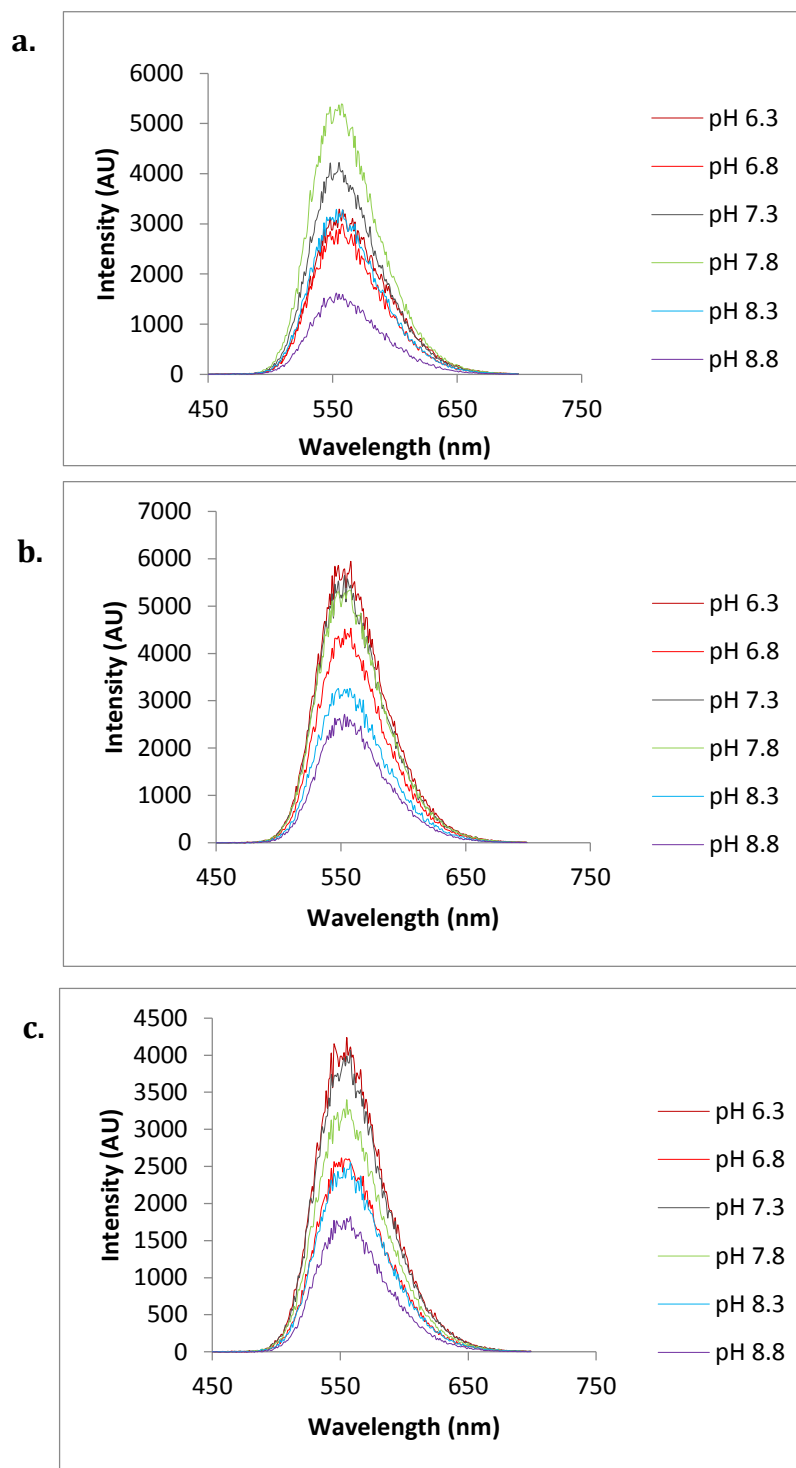 a.
6000
5000
4000
3000
2000
1000
0
Intensity (AU)
450 550 650 750
Wavelength (nm)
pH 6.3
pH 6.8
pH 7.3
pH 7.8
pH 8.3
pH 8.8
b.
7000
6000
5000
4000
3000
2000
1000
0
Intensity (AU)
450 550 650 750
Wavelength (nm)
pH 6.3
pH 6.8
pH 7.3
pH 7.8
pH 8.3
pH 8.8
c.
4500
4000
3500
3000
2500
2000
1500
1000
500
0
Intensity (AU)
450 550 650 750
Wavelength (nm)
pH 6.3
pH 6.8
pH 7.3
pH 7.8
pH 8.3
pH 8.8